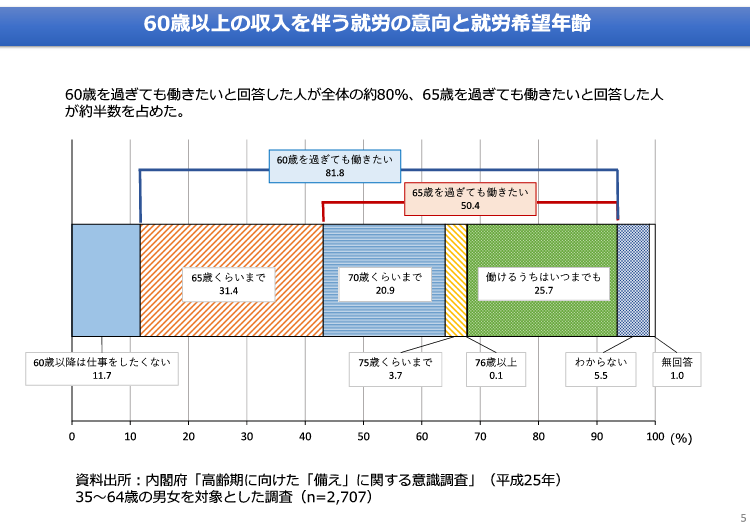 60歳以上の収入を伴う就労の意向と就労希望年齢
60歳を過ぎても働きたいと回答した人が全体の約80%、65歳を過ぎても働きたいと回答した人
が約半数を占めた。
60歳を過ぎても働きたい
81.8
65歳を過ぎても働きたい
50.4
65歳くらいまで
31.4
70歳くらいまで
20.9
働けるうちはいつまでも
25.7
60歳以降は仕事をしたくない
11.7
75歳くらいまで
3.7
76歳以上
0.1
わからない
5.5
無回答
1.0
0 10 20 30 40 50 60 70 80 90 100 (%)
資料出所：内閣府「高齢期に向けた「備え」に関する意識調査」（平成25年）
35～64歳の男女を対象とした調査（n=2,707）
5